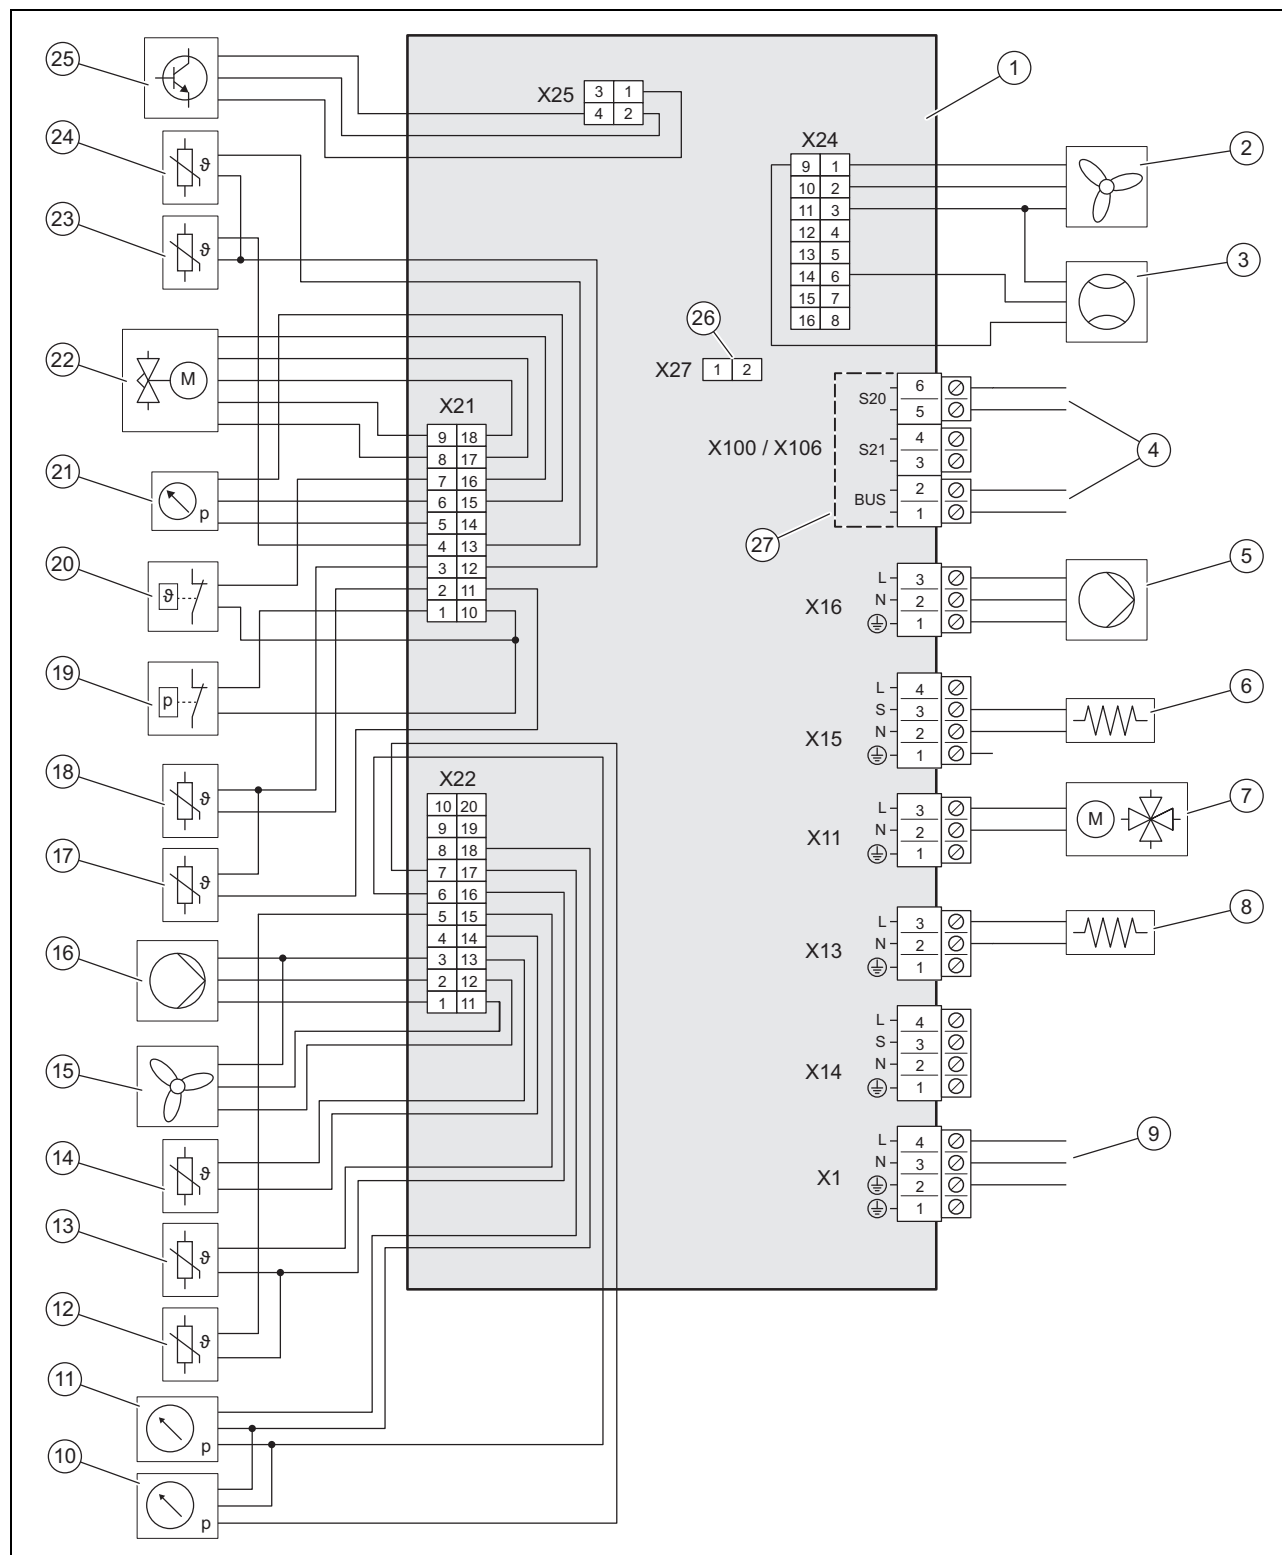 25
24
23
22
M
21
p
20
ϑ
19
p
18
ϑ
17
ϑ
16
15
14
ϑ
13
ϑ
12
ϑ
11
p
10
p
ϑ
ϑ
X25
3 1
4 2
X21
9 18
8 17
7 16
6 15
5 14
4 13
3 12
2 11
1 10
X22
10 20
9 19
8 18
7 17
6 16
5 15
4 14
3 13
2 12
1 11
1
X24
9 1
10 2
11 3
12 4
13 5
14 6
15 7
16 8
2
3
26
X27 1 2
X100 / X106
S20 6
5
S21 4
3
BUS 2
1
4
27
X16
L 3
N 2
1
5
X15
L 4
S 3
N 2
1
6
X11
L 3
N 2
1
M
7
X13
L 3
N 2
1
8
X14
L 4
S 3
N 2
1
X1
L 4
N 3
2
1
9